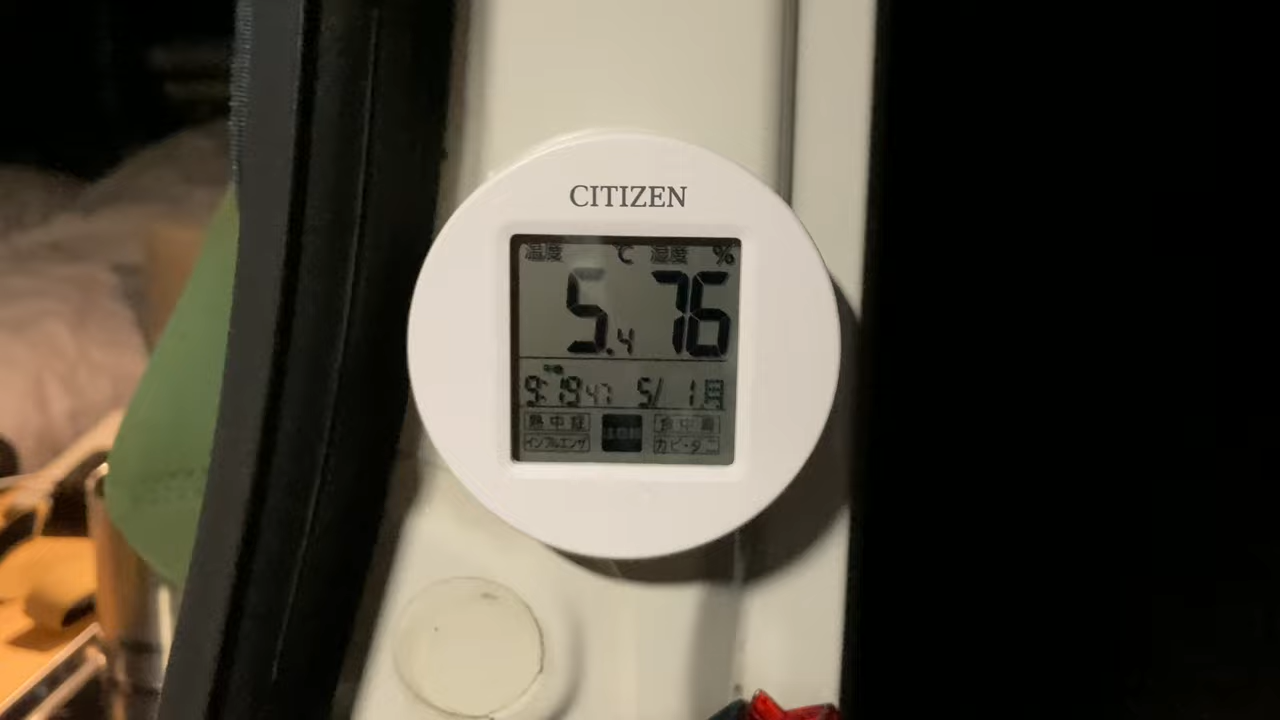 CITIZEN
温度 ℃ 湿度 %
5.4 76
9:19 47 5/ 1月
熱中症 食中毒
インフルエンザ カビ・ダニ